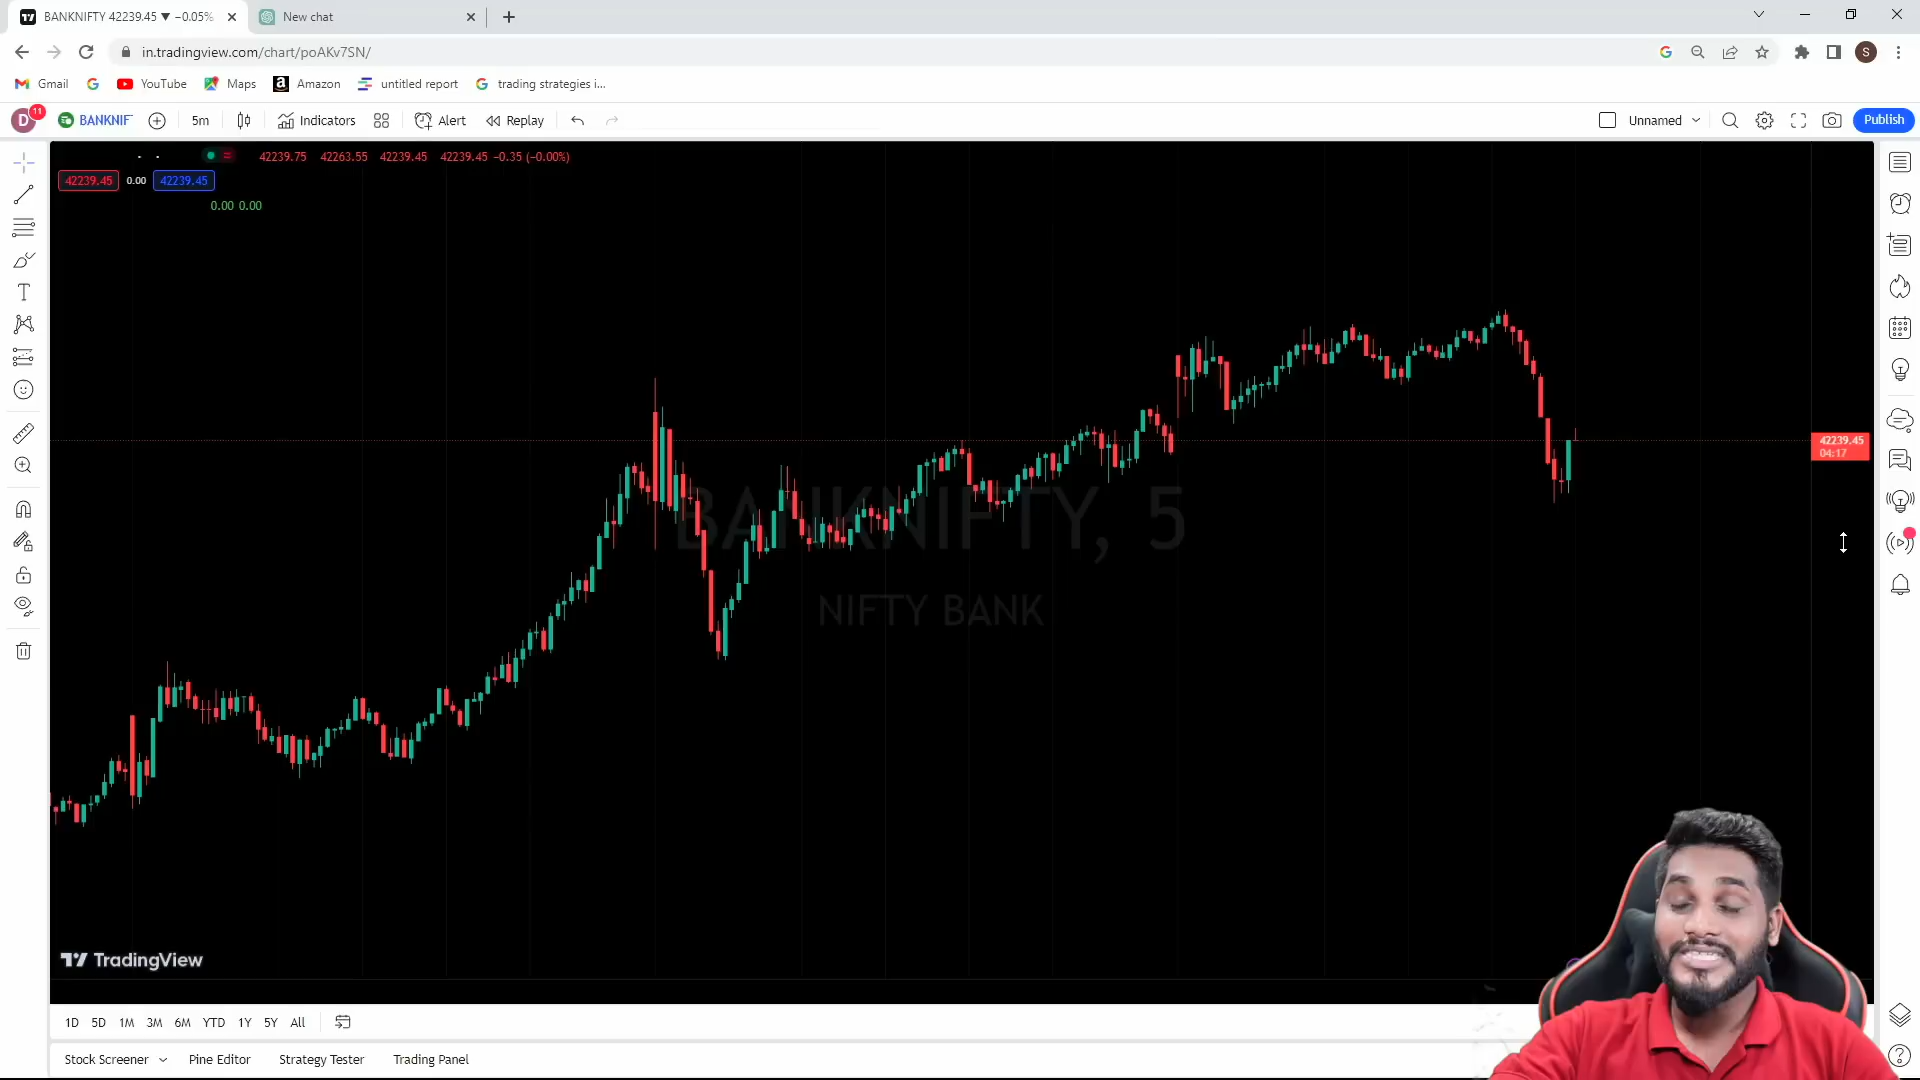 BANKNIFTY 42239.45 ▼ −0.05%
New chat
in.tradingview.com/chart/poAKv7SN/
S
Gmail
YouTube
Maps
Amazon
untitled report
trading strategies i...
D
11
BANKNIF
5m
Indicators
Alert
Replay
Unnamed
Publish
42239.75 42263.55 42239.45 42239.45 −0.35 (−0.00%)
42239.45 0.00 42239.45
0.00 0.00
42239.45
04:17
BANKNIFTY, 5
NIFTY BANK
TradingView
1D 5D 1M 3M 6M YTD 1Y 5Y All
Stock Screener Pine Editor Strategy Tester Trading Panel